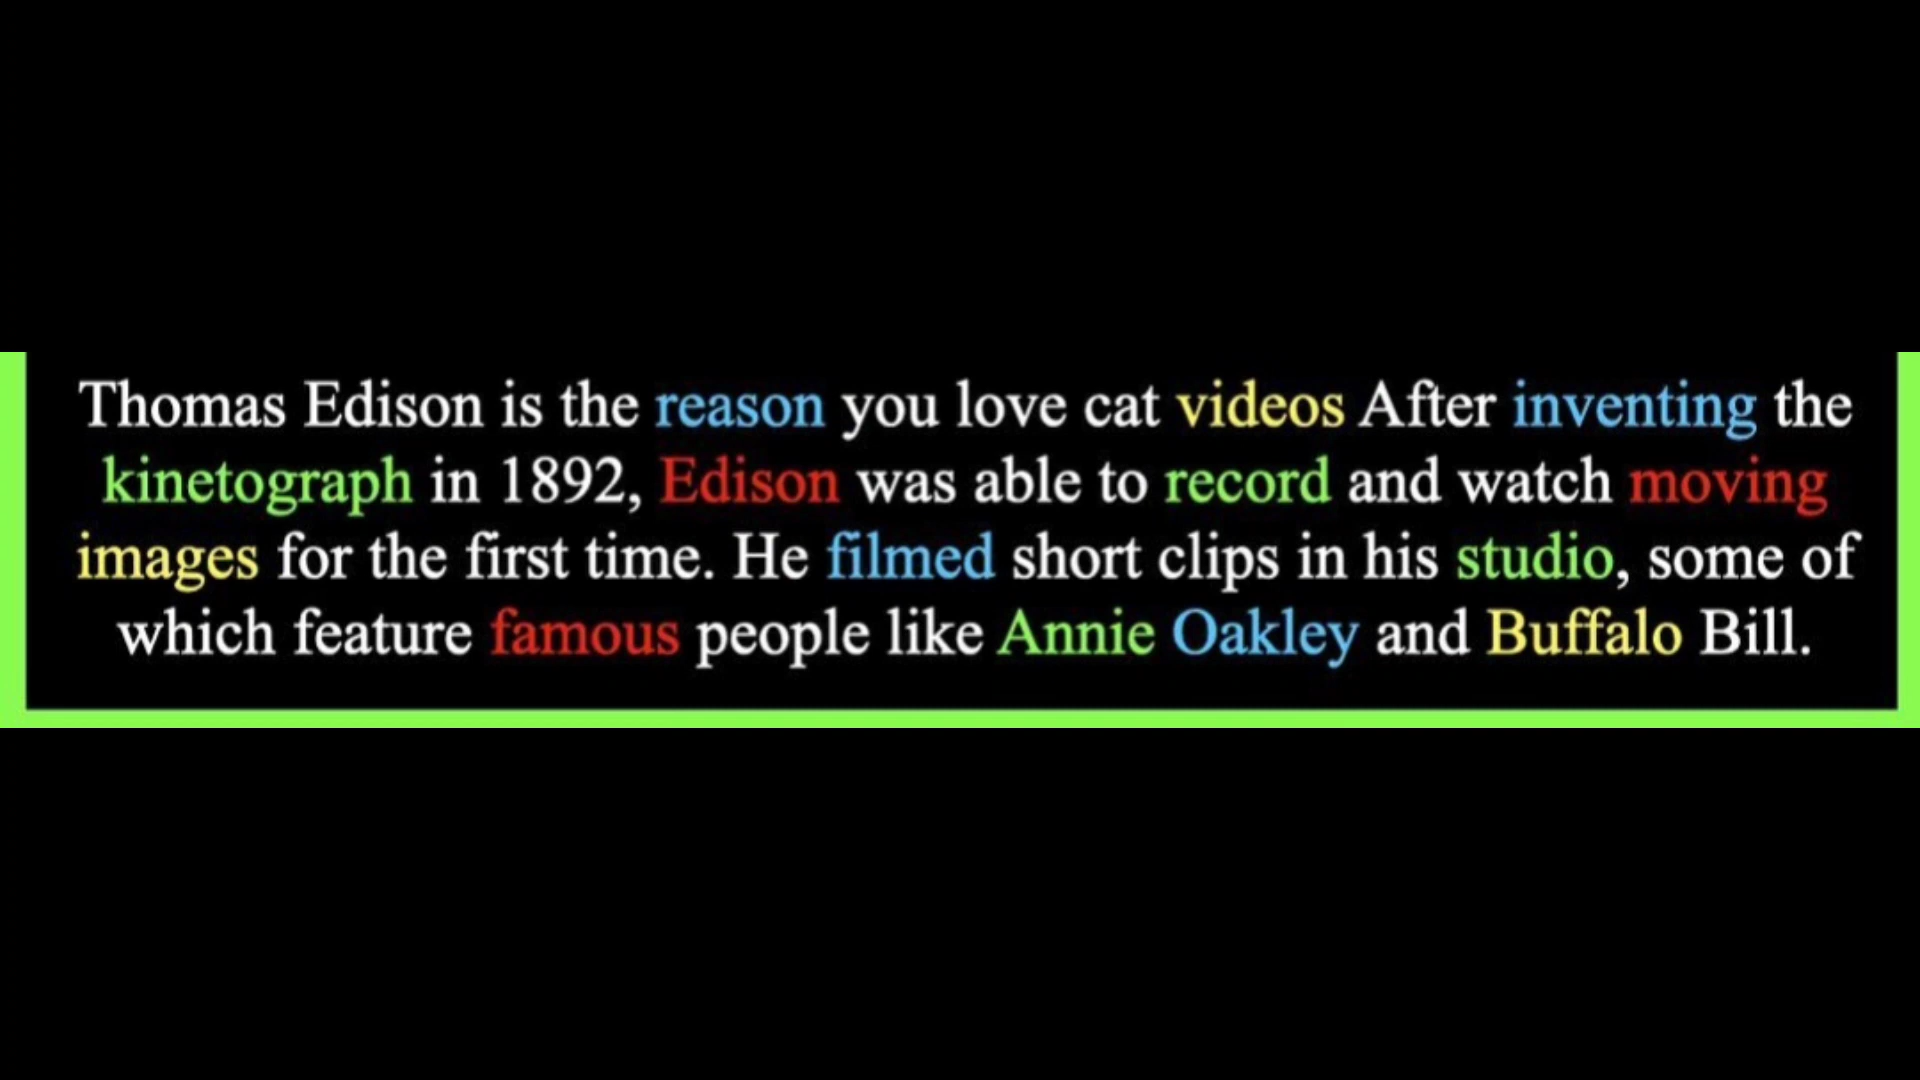 Thomas Edison is the reason you love cat videos After inventing the
kinetograph in 1892, Edison was able to record and watch moving
images for the first time. He filmed short clips in his studio, some of
which feature famous people like Annie Oakley and Buffalo Bill.